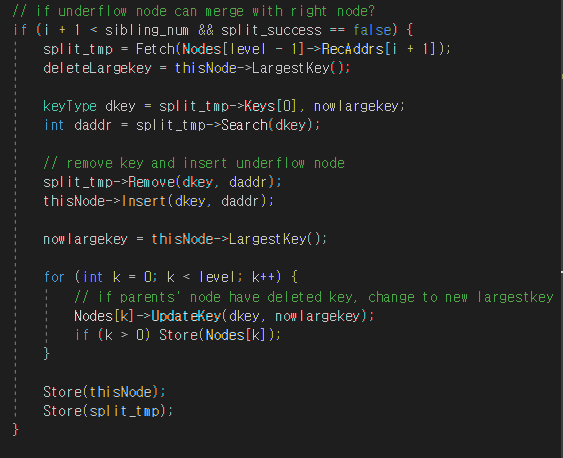 // if underflow node can merge with right node?
if (i + 1 < sibling_num && split_success == false) {
split_tmp = Fetch(Nodes[level - 1]->RecAddrs[i + 1]);
deleteLargekey = thisNode->LargestKey();
keyType dkey = split_tmp->Keys[0], nowlargekey;
int daddr = split_tmp->Search(dkey);
// remove key and insert underflow node
split_tmp->Remove(dkey, daddr);
thisNode->Insert(dkey, daddr);
nowlargekey = thisNode->LargestKey();
for (int k = 0; k < level; k++) {
// if parents' node have deleted key, change to new largestkey
Nodes[k]->UpdateKey(dkey, nowlargekey);
if (k > 0) Store(Nodes[k]);
}
Store(thisNode);
Store(split_tmp);
}